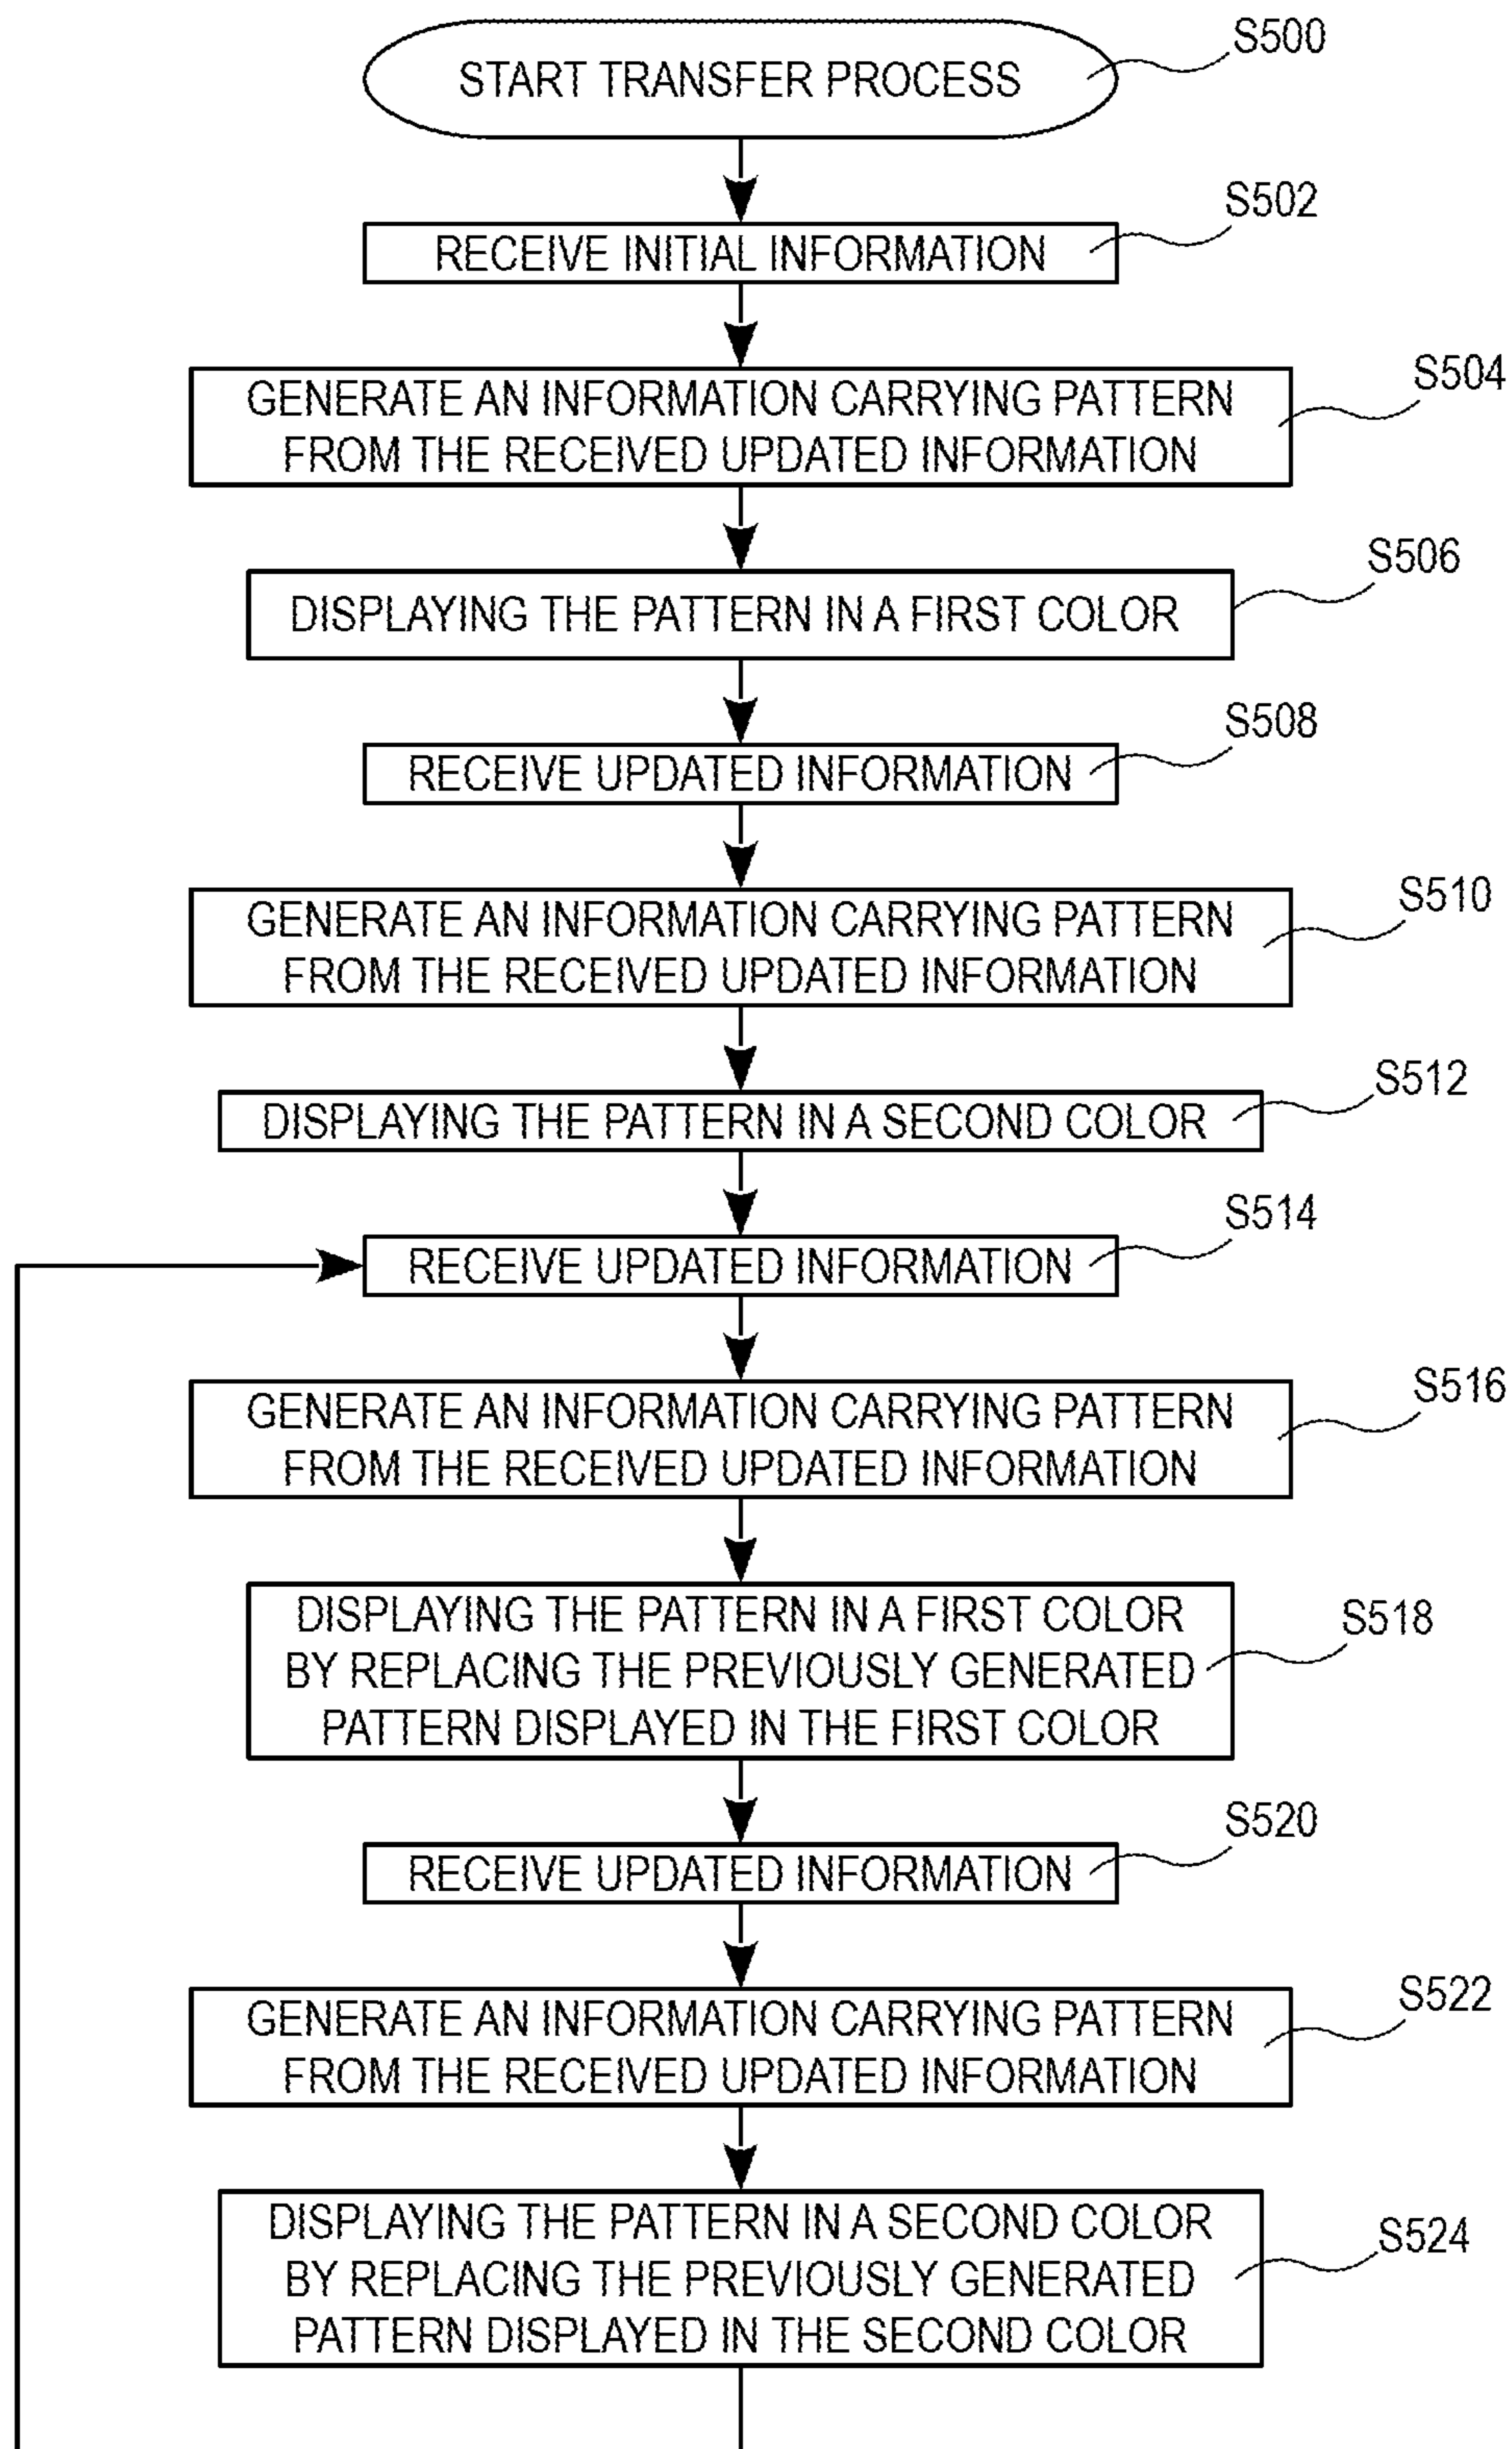 START TRANSFER PROCESS
S500
RECEIVE INITIAL INFORMATION
S502
GENERATE AN INFORMATION CARRYING PATTERN
FROM THE RECEIVED UPDATED INFORMATION
S504
DISPLAYING THE PATTERN IN A FIRST COLOR
S506
RECEIVE UPDATED INFORMATION
S508
GENERATE AN INFORMATION CARRYING PATTERN
FROM THE RECEIVED UPDATED INFORMATION
S510
DISPLAYING THE PATTERN IN A SECOND COLOR
S512
RECEIVE UPDATED INFORMATION
S514
GENERATE AN INFORMATION CARRYING PATTERN
FROM THE RECEIVED UPDATED INFORMATION
S516
DISPLAYING THE PATTERN IN A FIRST COLOR
BY REPLACING THE PREVIOUSLY GENERATED
PATTERN DISPLAYED IN THE FIRST COLOR
S518
RECEIVE UPDATED INFORMATION
S520
GENERATE AN INFORMATION CARRYING PATTERN
FROM THE RECEIVED UPDATED INFORMATION
S522
DISPLAYING THE PATTERN IN A SECOND COLOR
BY REPLACING THE PREVIOUSLY GENERATED
PATTERN DISPLAYED IN THE SECOND COLOR
S524